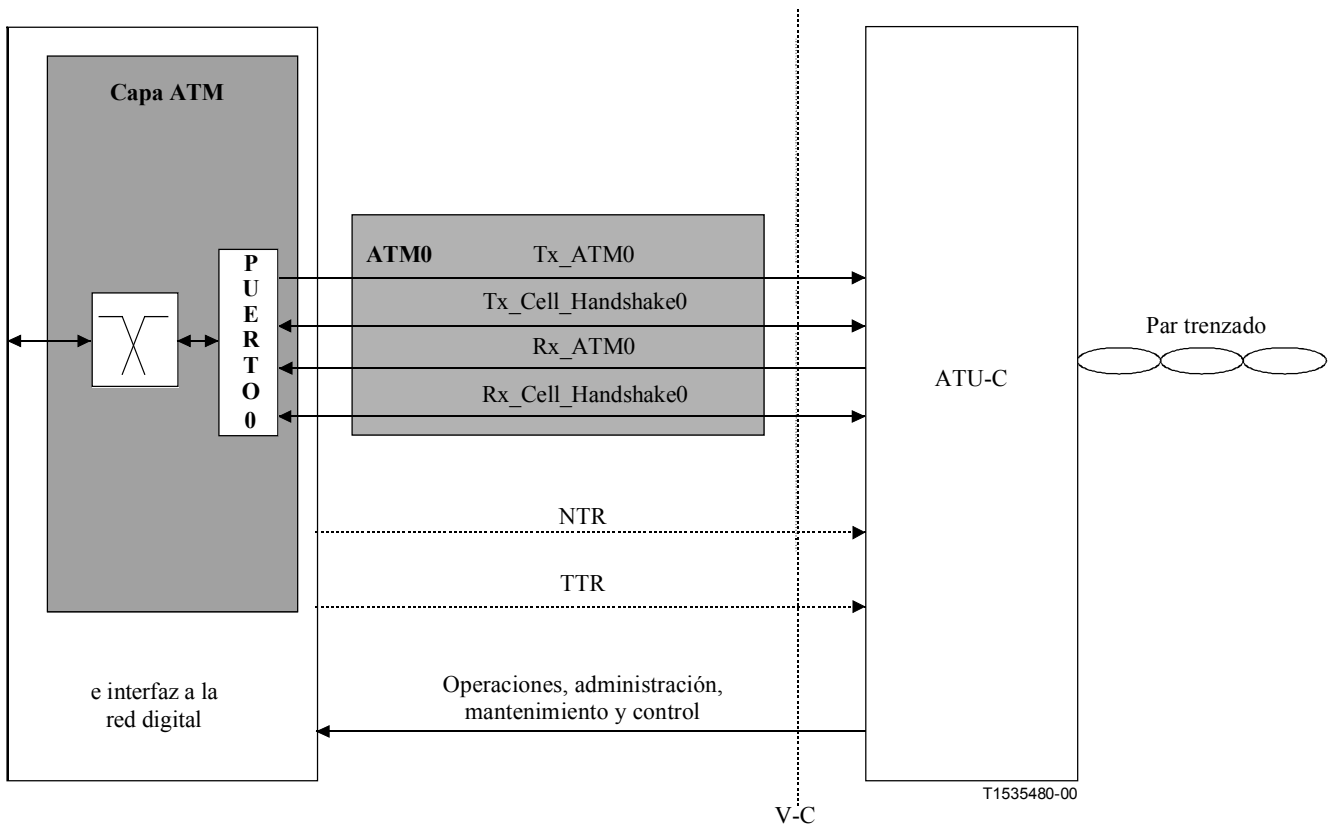 Capa ATM
P
U
E
R
T
O
0
ATM0
Tx_ATM0
Tx_Cell_Handshake0
Rx_ATM0
Rx_Cell_Handshake0
ATU-C
Par trenzado
NTR
TTR
e interfaz a la
red digital
Operaciones, administración,
mantenimiento y control
T1535480-00
V-C